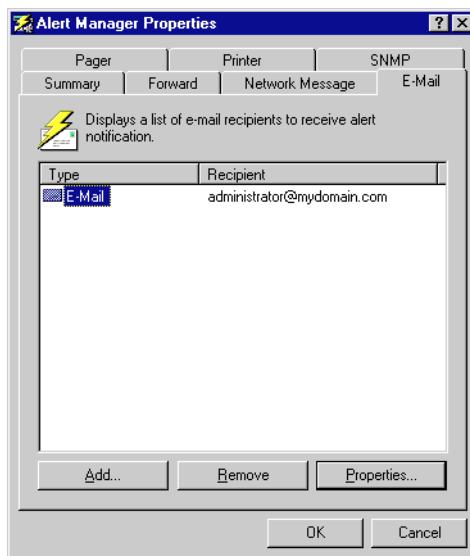 Alert Manager Properties
Pager Printer SNMP
Summary Forward Network Message E-Mail
Displays a list of e-mail recipients to receive alert
notification.
Type Recipient
E-Mail administrator@mydomain.com
Add... Remove Properties...
OK Cancel